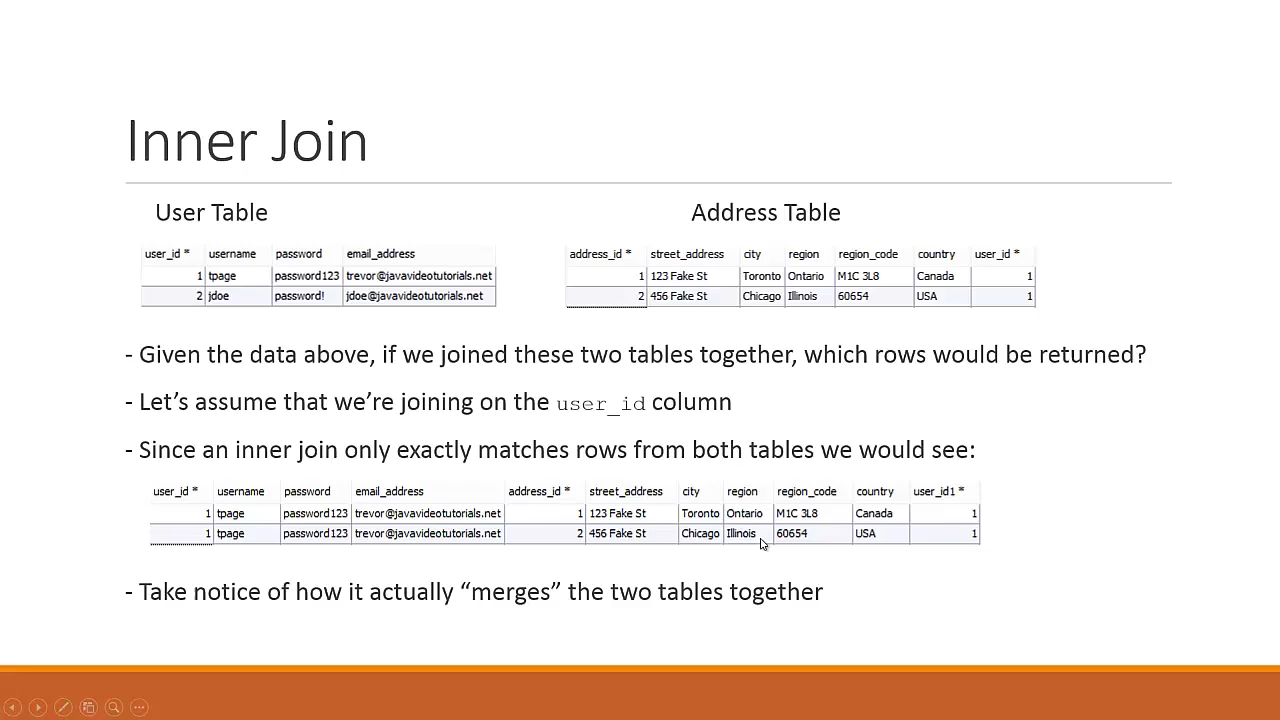 Inner Join
User Table
Address Table
user_id * username password email_address
1 tpage password123 trevor@javavideotutorials.net
2 jdoe password! jdoe@javavideotutorials.net
address_id * street_address city region region_code country user_id *
1 123 Fake St Toronto Ontario M1C 3L8 Canada 1
2 456 Fake St Chicago Illinois 60654 USA 1
- Given the data above, if we joined these two tables together, which rows would be returned?
- Let’s assume that we’re joining on the user_id column
- Since an inner join only exactly matches rows from both tables we would see:
user_id * username password email_address address_id * street_address city region region_code country user_id1 *
1 tpage password123 trevor@javavideotutorials.net 1 123 Fake St Toronto Ontario M1C 3L8 Canada 1
1 tpage password123 trevor@javavideotutorials.net 2 456 Fake St Chicago Illinois 60654 USA 1
- Take notice of how it actually “merges” the two tables together